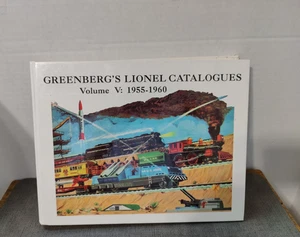 GREENBERG'S LIONEL CATALOGUES
Volume V: 1955-1960